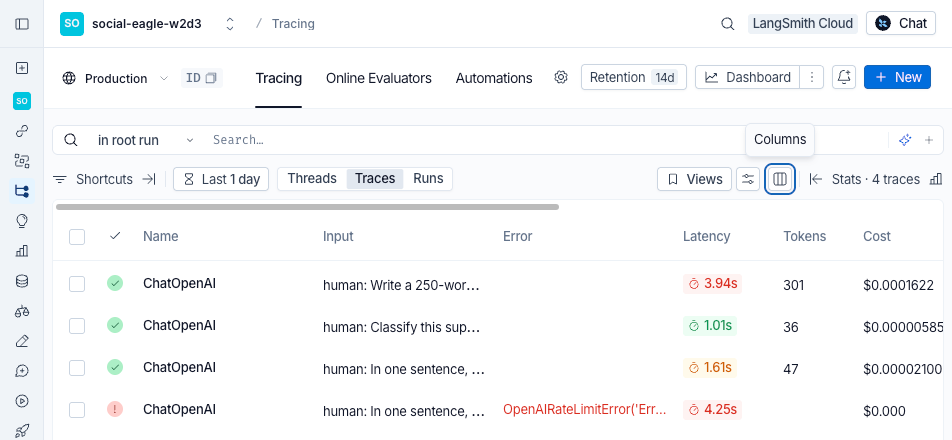 SO social-eagle-w2d3 / Tracing LangSmith Cloud Chat
Production ID Tracing Online Evaluators Automations Retention 14d Dashboard + New
SO
in root run Search… +
Columns
Shortcuts Last 1 day Threads Traces Runs Views Stats · 4 traces
Name Input Error Latency Tokens Cost
ChatOpenAI human: Write a 250-wor… 3.94s 301 $0.0001622
ChatOpenAI human: Classify this sup… 1.01s 36 $0.00000585
ChatOpenAI human: In one sentence, … 1.61s 47 $0.00002100
ChatOpenAI human: In one sentence, … OpenAIRateLimitError('Err… 4.25s $0.000